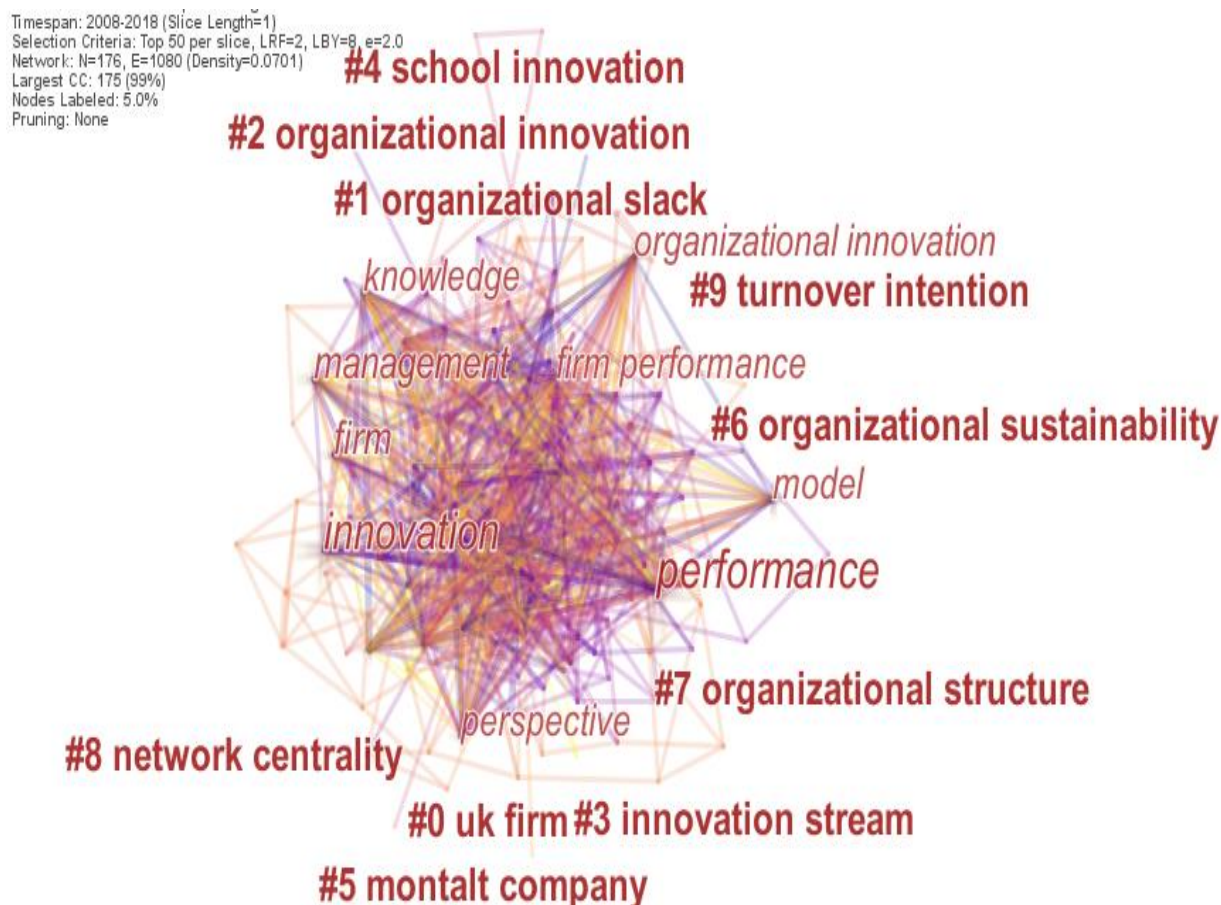 Timespan: 2008-2018 (Slice Length=1)
Selection Criteria: Top 50 per slice, LRF=2, LBY=8, e=2.0
Network: N=176, E=1080 (Density=0.0701)
Largest CC: 175 (99%)
Nodes Labeled: 5.0%
Pruning: None
#4 school innovation
#2 organizational innovation
#1 organizational slack
organizational innovation
knowledge
#9 turnover intention
management
firm performance
#6 organizational sustainability
firm
model
innovation
performance
#7 organizational structure
perspective
#8 network centrality
#0 uk firm
#3 innovation stream
#5 montalt company